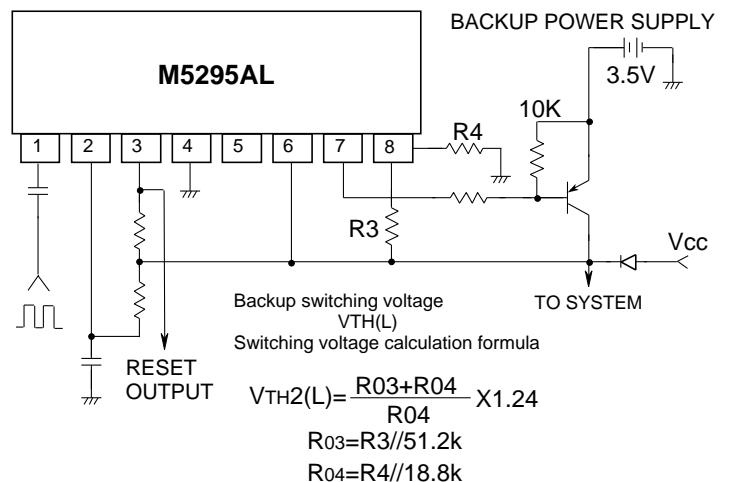 BACKUP POWER SUPPLY
M5295AL
3.5V
10K
R4
1 2 3 4 5 6 7 8
R3
Vcc
Backup switching voltage
VTH(L)
TO SYSTEM
Switching voltage calculation formula
RESET
OUTPUT
VTH2(L)= R03+R04 X1.24
R04
R03=R3//51.2k
R04=R4//18.8k